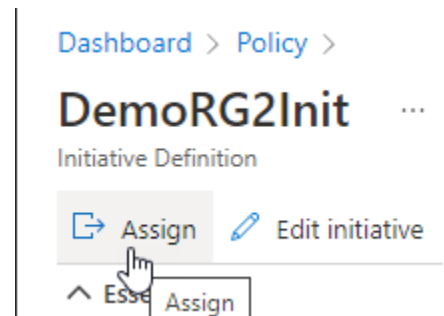 Dashboard > Policy >
DemoRG2Init ...
Initiative Definition
Assign Edit initiative
Assign